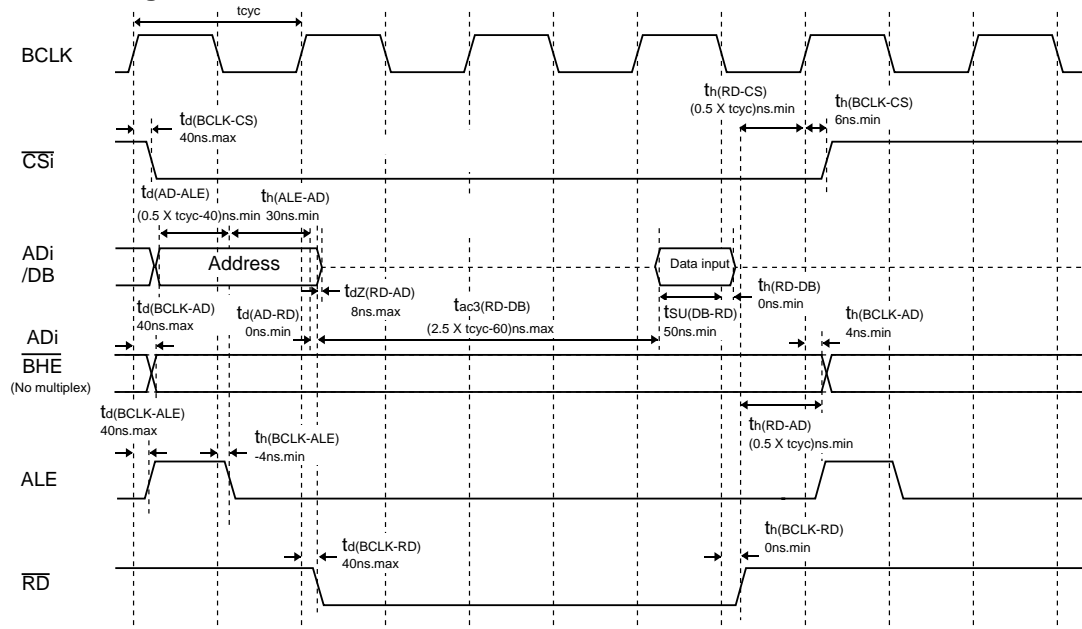 tcyc
BCLK
th(RD-CS)
(0.5 X tcyc)ns.min
th(BCLK-CS)
6ns.min
td(BCLK-CS)
40ns.max
CSi
td(AD-ALE)
(0.5 X tcyc-40)ns.min
th(ALE-AD)
30ns.min
ADi
/DB
Address
Data input
td(BCLK-AD)
40ns.max
td(AD-RD)
0ns.min
tdZ(RD-AD)
8ns.max
tac3(RD-DB)
(2.5 X tcyc-60)ns.max
tSU(DB-RD)
50ns.min
th(RD-DB)
0ns.min
th(BCLK-AD)
4ns.min
ADi
BHE
(No multiplex)
td(BCLK-ALE)
40ns.max
th(BCLK-ALE)
-4ns.min
th(RD-AD)
(0.5 X tcyc)ns.min
ALE
td(BCLK-RD)
40ns.max
th(BCLK-RD)
0ns.min
RD